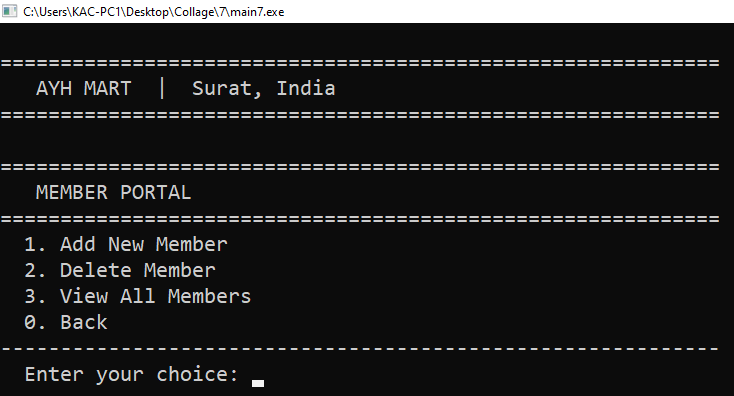 C:\Users\KAC-PC1\Desktop\Collage\7\main7.exe
============================================================
AYH MART | Surat, India
============================================================
============================================================
MEMBER PORTAL
============================================================
1. Add New Member
2. Delete Member
3. View All Members
0. Back
------------------------------------------------------------
Enter your choice: